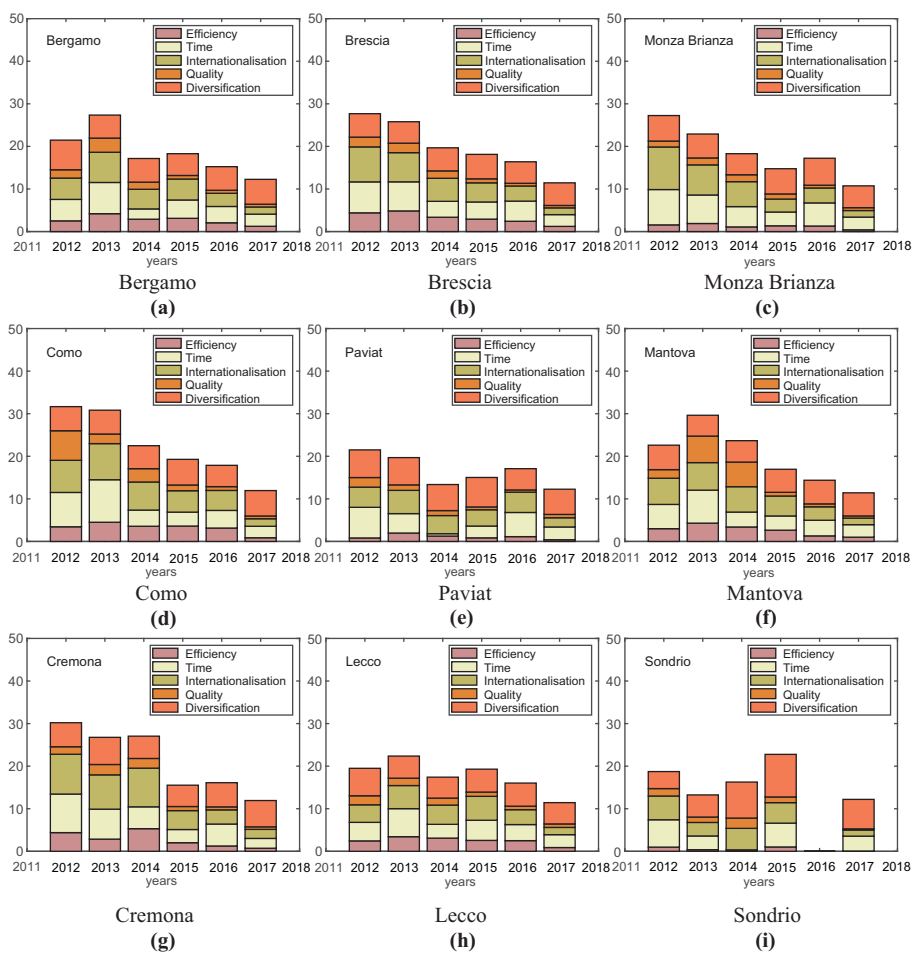 50
40
30
20
10
0
Bergamo
Efficiency
Time
Internationalisation
Quality
Diversification
2011 2012 2013 2014 2015 2016 2017 2018
years
Bergamo
(a)
50
40
30
20
10
0
Brescia
Efficiency
Time
Internationalisation
Quality
Diversification
2011 2012 2013 2014 2015 2016 2017 2018
years
Brescia
(b)
50
40
30
20
10
0
Monza Brianza
Efficiency
Time
Internationalisation
Quality
Diversification
2011 2012 2013 2014 2015 2016 2017 2018
years
Monza Brianza
(c)
50
40
30
20
10
0
Como
Efficiency
Time
Internationalisation
Quality
Diversification
2011 2012 2013 2014 2015 2016 2017 2018
years
Como
(d)
50
40
30
20
10
0
Paviat
Efficiency
Time
Internationalisation
Quality
Diversification
2011 2012 2013 2014 2015 2016 2017 2018
years
Paviat
(e)
50
40
30
20
10
0
Mantova
Efficiency
Time
Internationalisation
Quality
Diversification
2011 2012 2013 2014 2015 2016 2017 2018
years
Mantova
(f)
50
40
30
20
10
0
Cremona
Efficiency
Time
Internationalisation
Quality
Diversification
2011 2012 2013 2014 2015 2016 2017 2018
years
Cremona
(g)
50
40
30
20
10
0
Lecco
Efficiency
Time
Internationalisation
Quality
Diversification
2011 2012 2013 2014 2015 2016 2017 2018
years
Lecco
(h)
50
40
30
20
10
0
Sondrio
Efficiency
Time
Internationalisation
Quality
Diversification
2011 2012 2013 2014 2015 2016 2017 2018
years
Sondrio
(i)